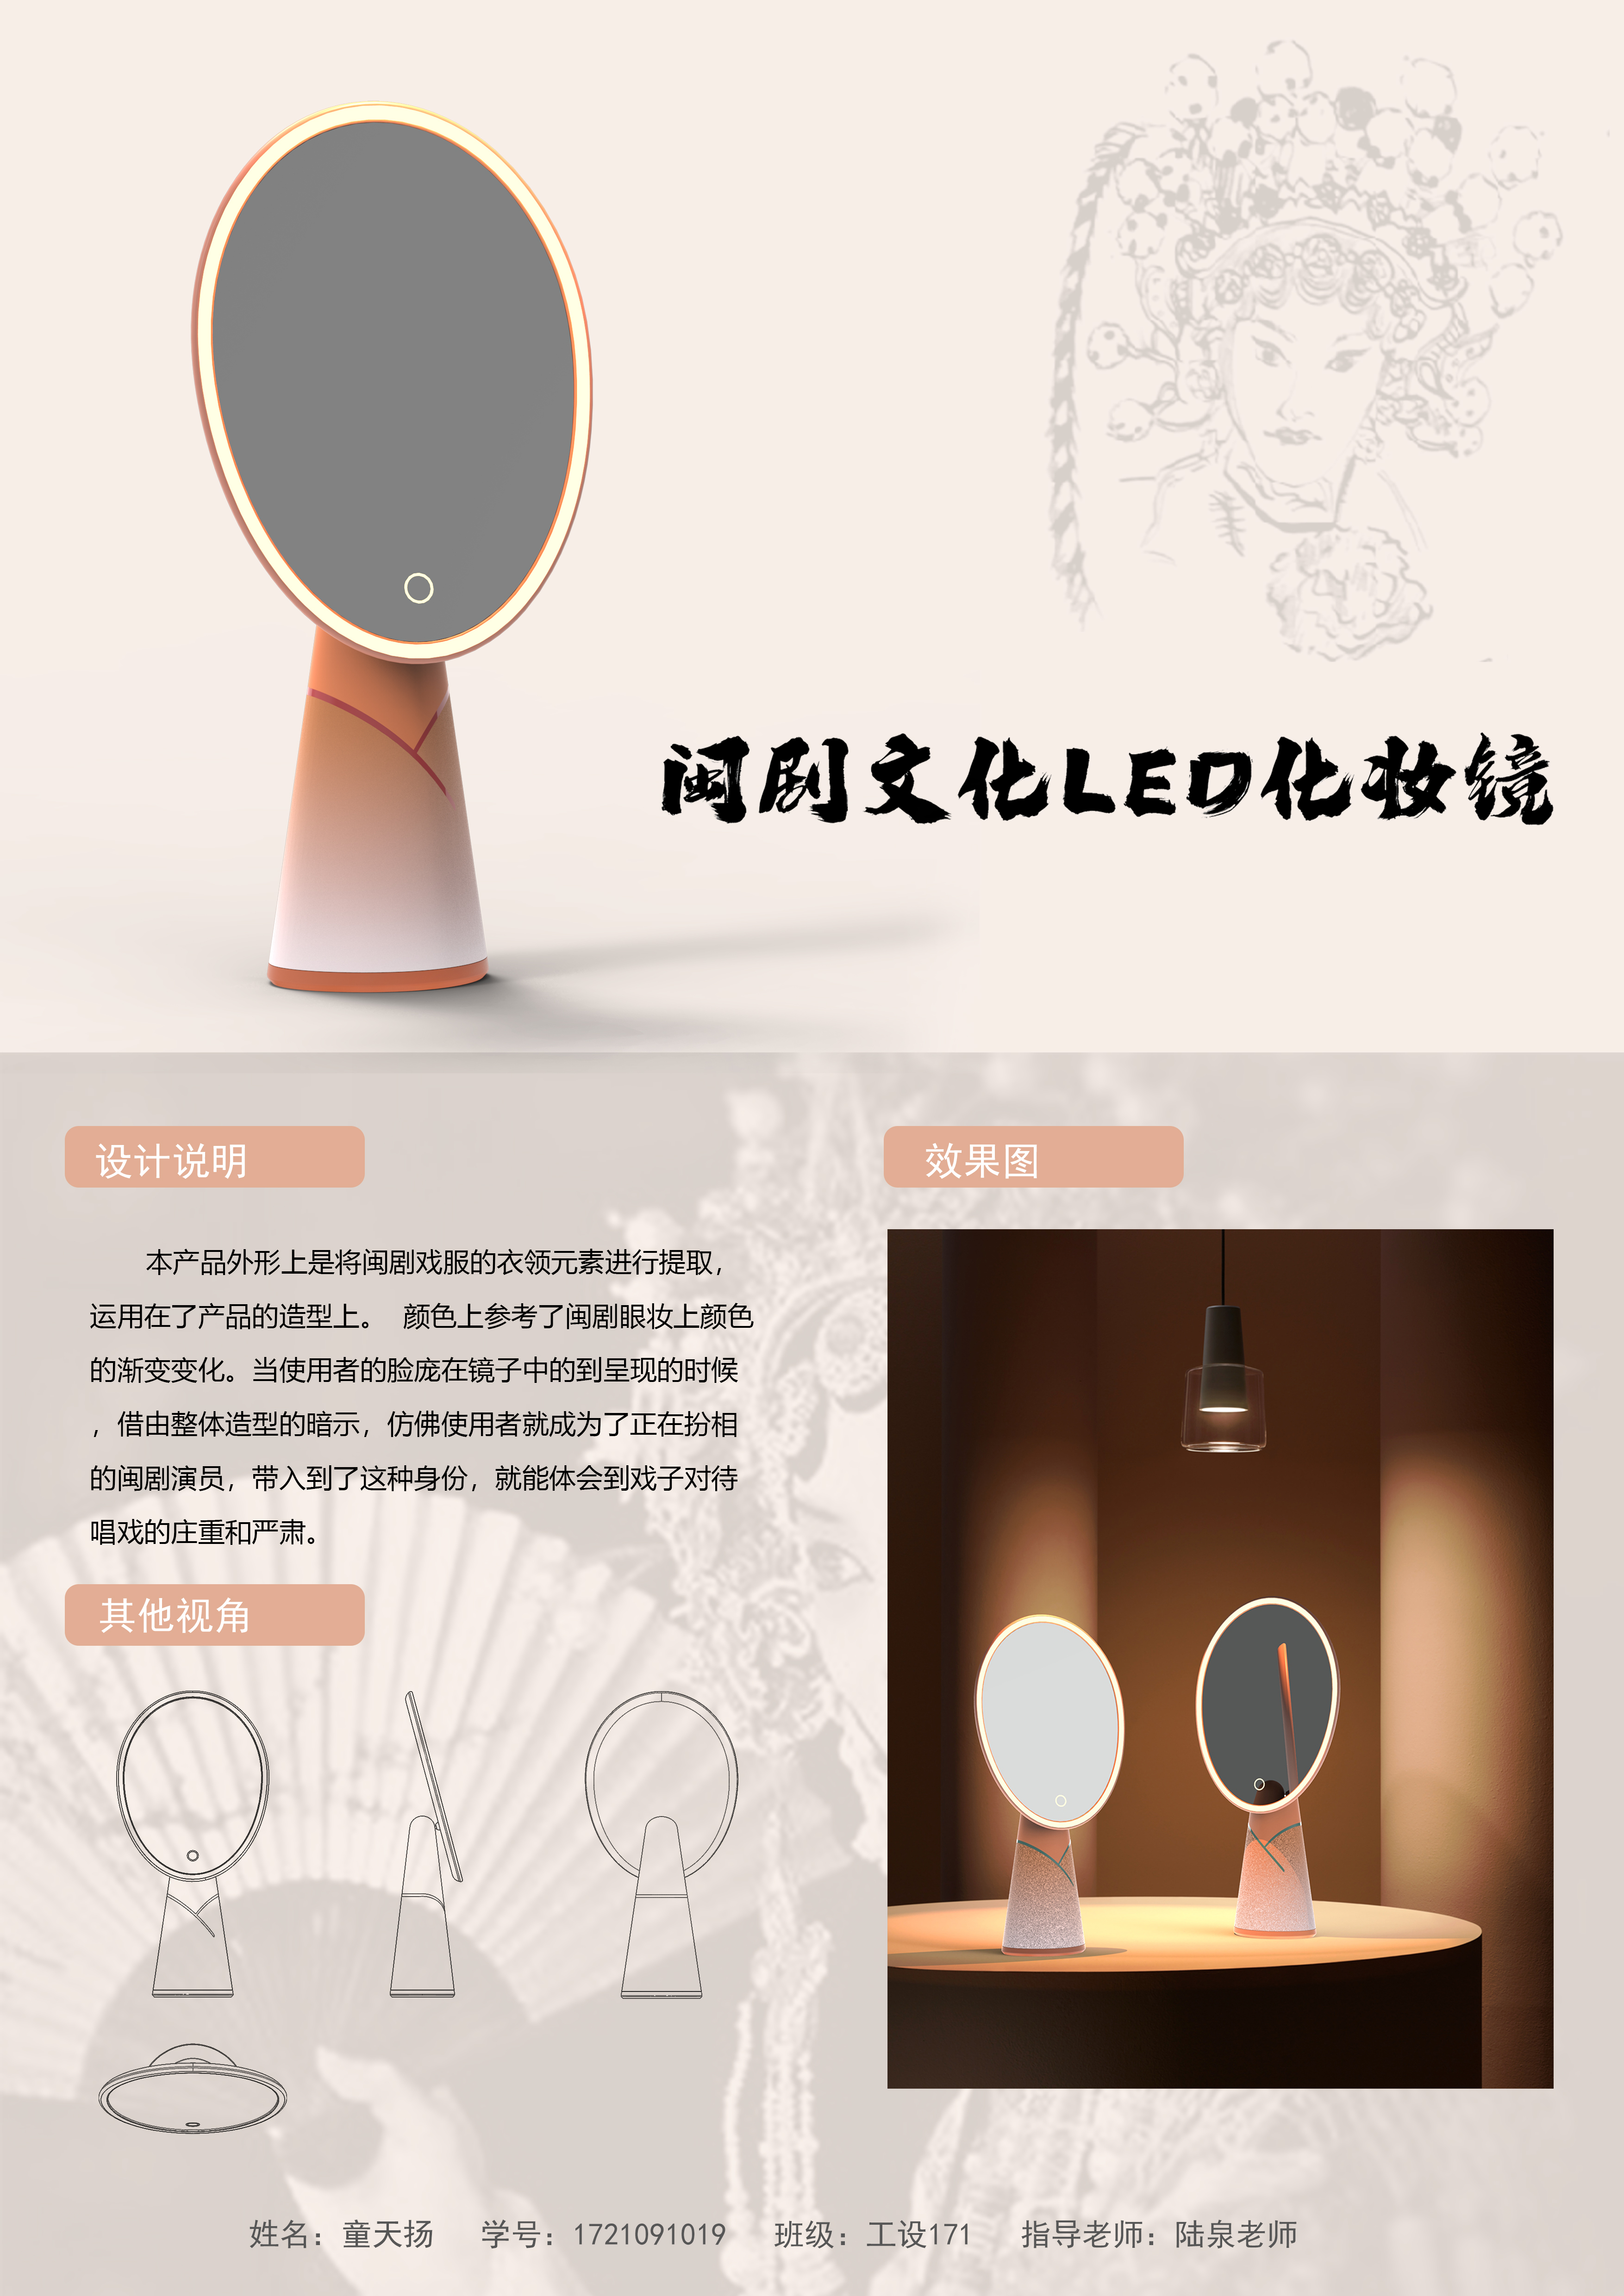 闽剧文化LED化妆镜
设计说明
本产品外形上是将闽剧戏服的衣领元素进行提取，
运用在了产品的造型上。 颜色上参考了闽剧眼妆上颜色
的渐变变化。当使用者的脸庞在镜子中的到呈现的时候
，借由整体造型的暗示，仿佛使用者就成为了正在扮相
的闽剧演员，带入到了这种身份，就能体会到戏子对待
唱戏的庄重和严肃。
其他视角
效果图
姓名：童天扬 学号：1721091019 班级：工设171 指导老师：陆泉老师